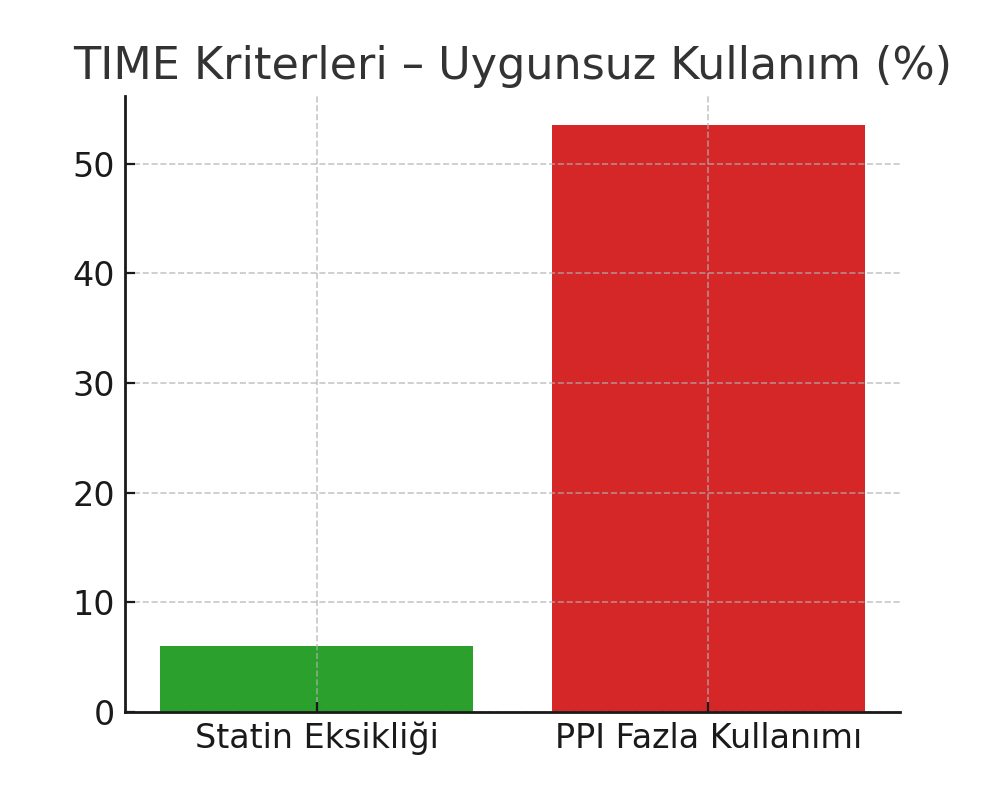 TIME Kriterleri – Uygunsuz Kullanım (%)
50
40
30
20
10
0
Statin Eksikliği
PPI Fazla Kullanımı